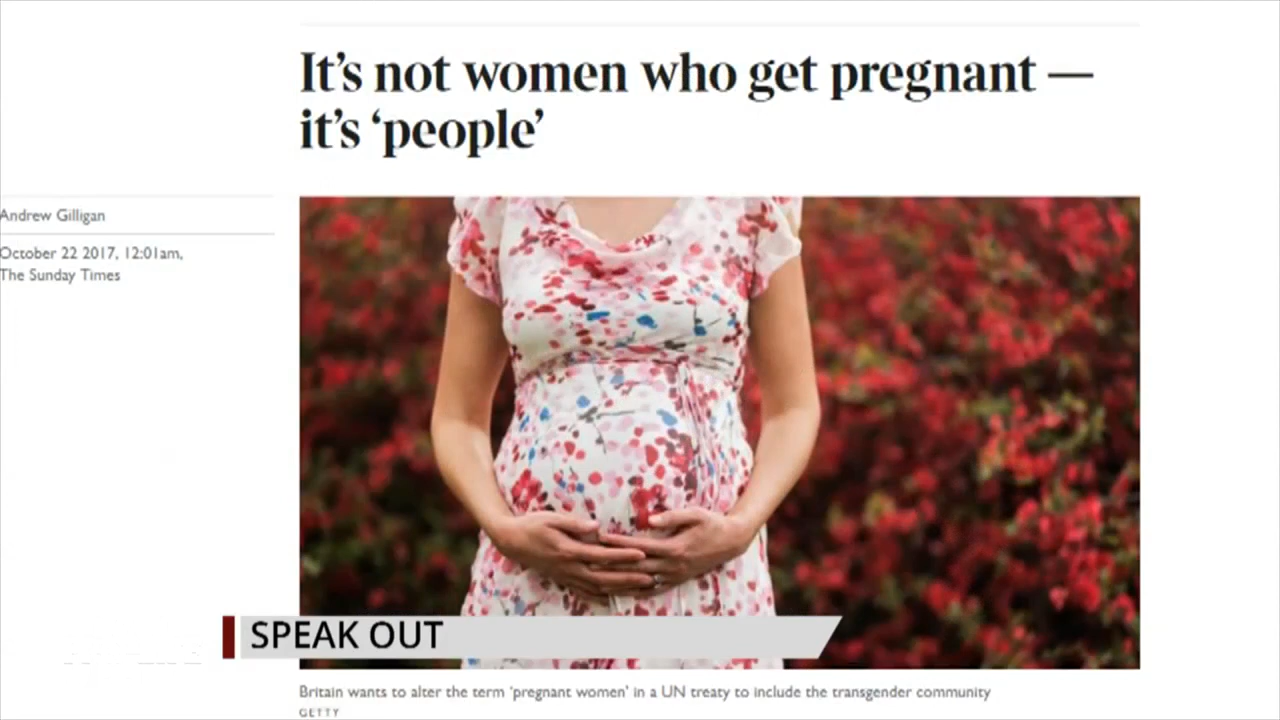 It’s not women who get pregnant —
it’s ‘people’
Andrew Gilligan
October 22 2017, 12:01am,
The Sunday Times
SPEAK OUT
Britain wants to alter the term ‘pregnant women’ in a UN treaty to include the transgender community
GETTY